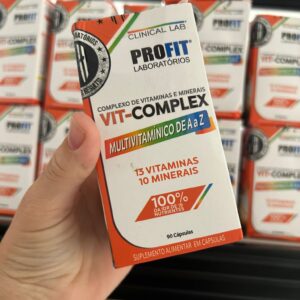 CLINICAL LAB
PROFIT
LABORATÓRIOS
COMPLEXO DE VITAMINAS E MINERAIS
VIT-COMPLEX
MULTIVITAMÍNICO DE A a Z
13 VITAMINAS
10 MINERAIS
100%
NUTRIENTES
90 Cápsulas
SUPLEMENTO ALIMENTAR EM CÁPSULAS